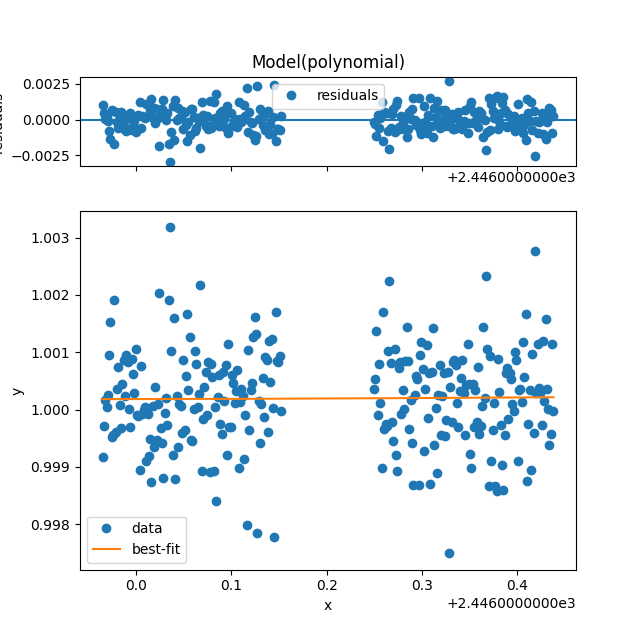 Model(polynomial)
0.0025
0.0000
−0.0025
residuals
+2.4460000000e3
1.003
1.002
1.001
1.000
0.999
0.998
y
data
best-fit
0.0
0.1
0.2
0.3
0.4
x
+2.4460000000e3